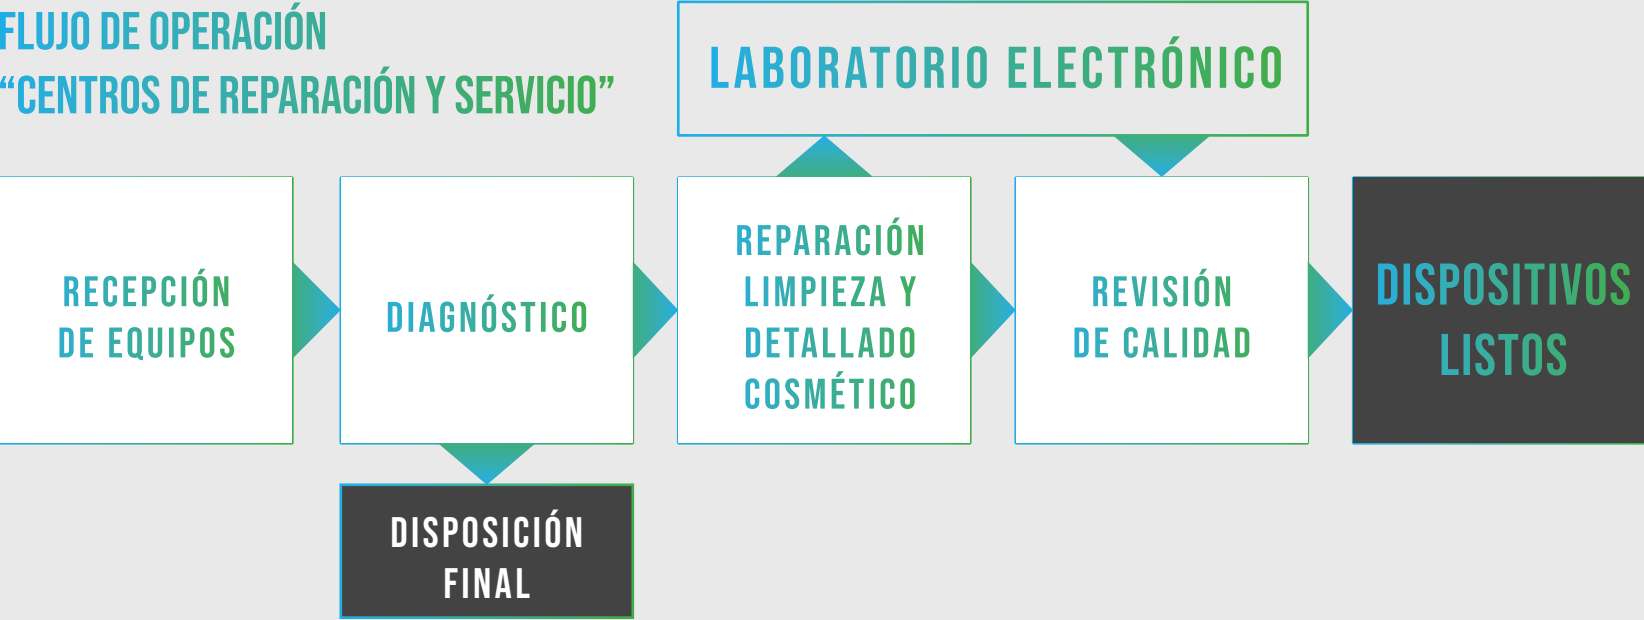 FLUJO DE OPERACIÓN
“CENTROS DE REPARACIÓN Y SERVICIO”
LABORATORIO ELECTRÓNICO
RECEPCIÓN
DE EQUIPOS
DIAGNÓSTICO
REPARACIÓN
LIMPIEZA Y
DETALLADO
COSMÉTICO
REVISIÓN
DE CALIDAD
DISPOSITIVOS
LISTOS
DISPOSICIÓN
FINAL